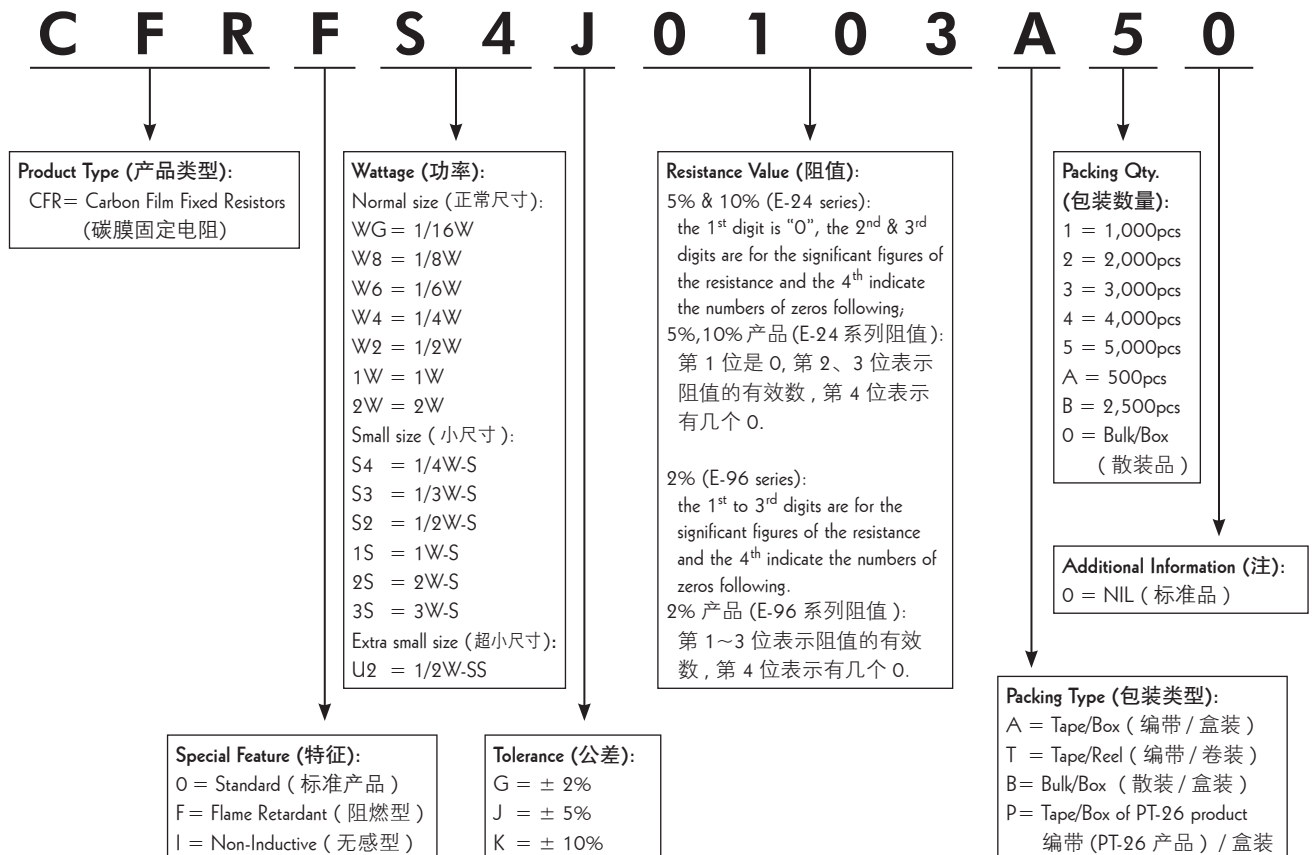 C F R F S 4 J 0 1 0 3 A 5 0
Product Type (产品类型):
CFR= Carbon Film Fixed Resistors
(碳膜固定电阻)
Wattage (功率):
Normal size (正常尺寸):
WG = 1/16W
W8 = 1/8W
W6 = 1/6W
W4 = 1/4W
W2 = 1/2W
1W = 1W
2W = 2W
Small size ( 小尺寸 ):
S4 = 1/4W-S
S3 = 1/3W-S
S2 = 1/2W-S
1S = 1W-S
2S = 2W-S
3S = 3W-S
Extra small size (超小尺寸):
U2 = 1/2W-SS
Resistance Value (阻值):
5% & 10% (E-24 series):
the 1st digit is “0”, the 2nd & 3rd
digits are for the significant figures of
the resistance and the 4th indicate
the numbers of zeros following;
5%,10% 产品 (E-24 系列阻值):
第 1 位是 0, 第 2、3 位表示
阻值的有效数 , 第 4 位表示
有几个 0.
2% (E-96 series):
the 1st to 3rd digits are for the
significant figures of the resistance
and the 4th indicate the numbers of
zeros following.
2% 产品 (E-96 系列阻值 ):
第 1~3 位表示阻值的有效
数 , 第 4 位表示有几个 0.
Packing Qty.
(包装数量):
1 = 1,000pcs
2 = 2,000pcs
3 = 3,000pcs
4 = 4,000pcs
5 = 5,000pcs
A = 500pcs
B = 2,500pcs
0 = Bulk/Box
( 散装品 )
Additional Information (注):
0 = NIL ( 标准品 )
Special Feature (特征):
0 = Standard ( 标准产品 )
F = Flame Retardant ( 阻燃型 )
I = Non-Inductive ( 无感型 )
Tolerance (公差):
G = ± 2%
J = ± 5%
K = ± 10%
Packing Type (包装类型):
A = Tape/Box ( 编带 / 盒装 )
T = Tape/Reel ( 编带 / 卷装 )
B= Bulk/Box ( 散装 / 盒装 )
P= Tape/Box of PT-26 product
编带 (PT-26 产品 ) / 盒装